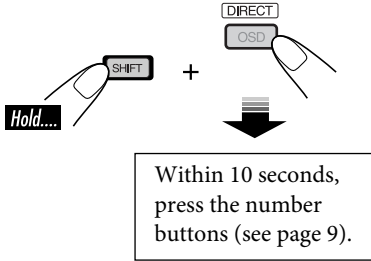 DIRECT
OSD
SHIFT
+
Hold....
Within 10 seconds,
press the number
buttons (see page 9).